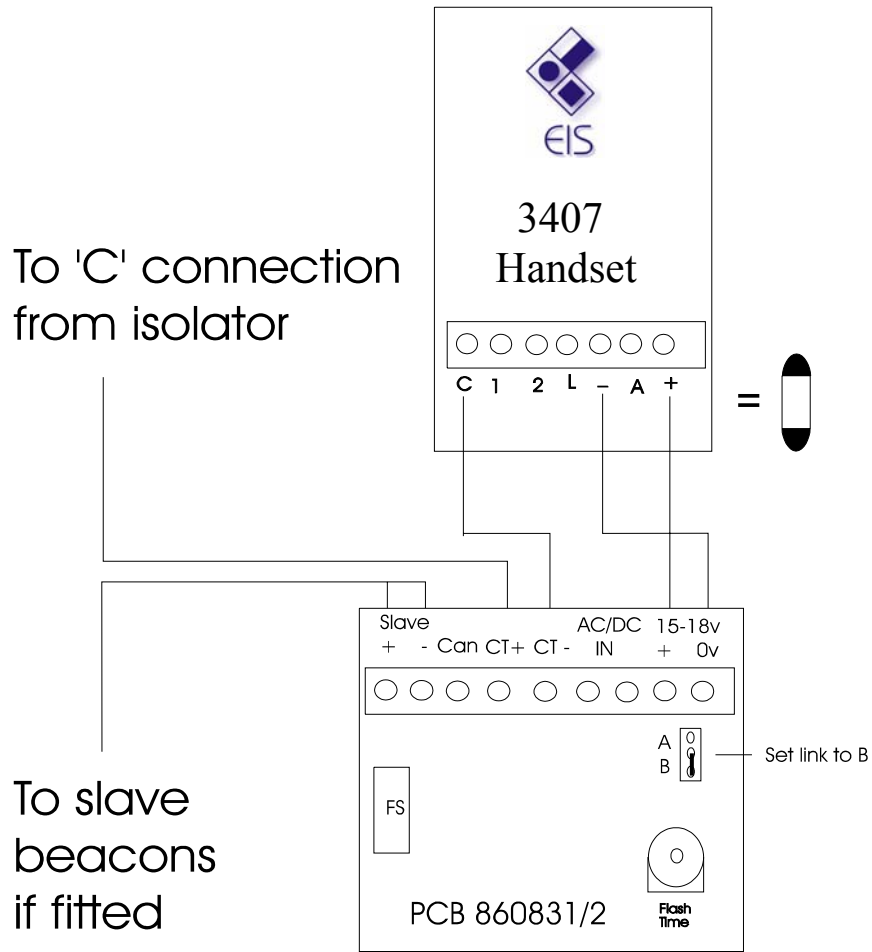 EIS
3407
Handset
To 'C' connection
from isolator
C 1 2 L - A +
=
Slave AC/DC 15-18v
+ - Can CT+ CT - IN + 0v
A
B
Set link to B
FS
To slave
beacons
if fitted
PCB 860831/2
Flash
Time